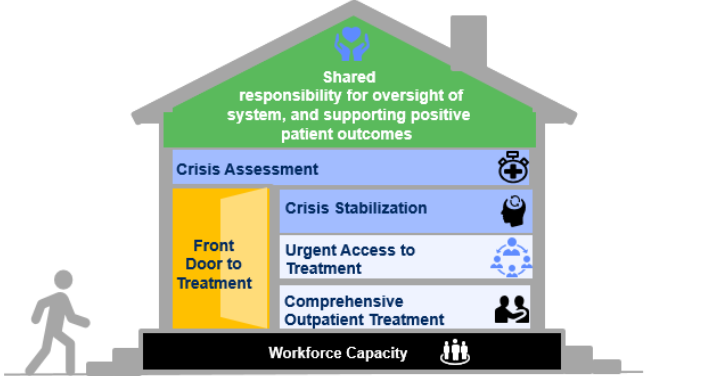 Shared
responsibility for oversight of
system, and supporting positive
patient outcomes
Crisis Assessment
Crisis Stabilization
Front
Door to
Treatment
Urgent Access to
Treatment
Comprehensive
Outpatient Treatment
Workforce Capacity